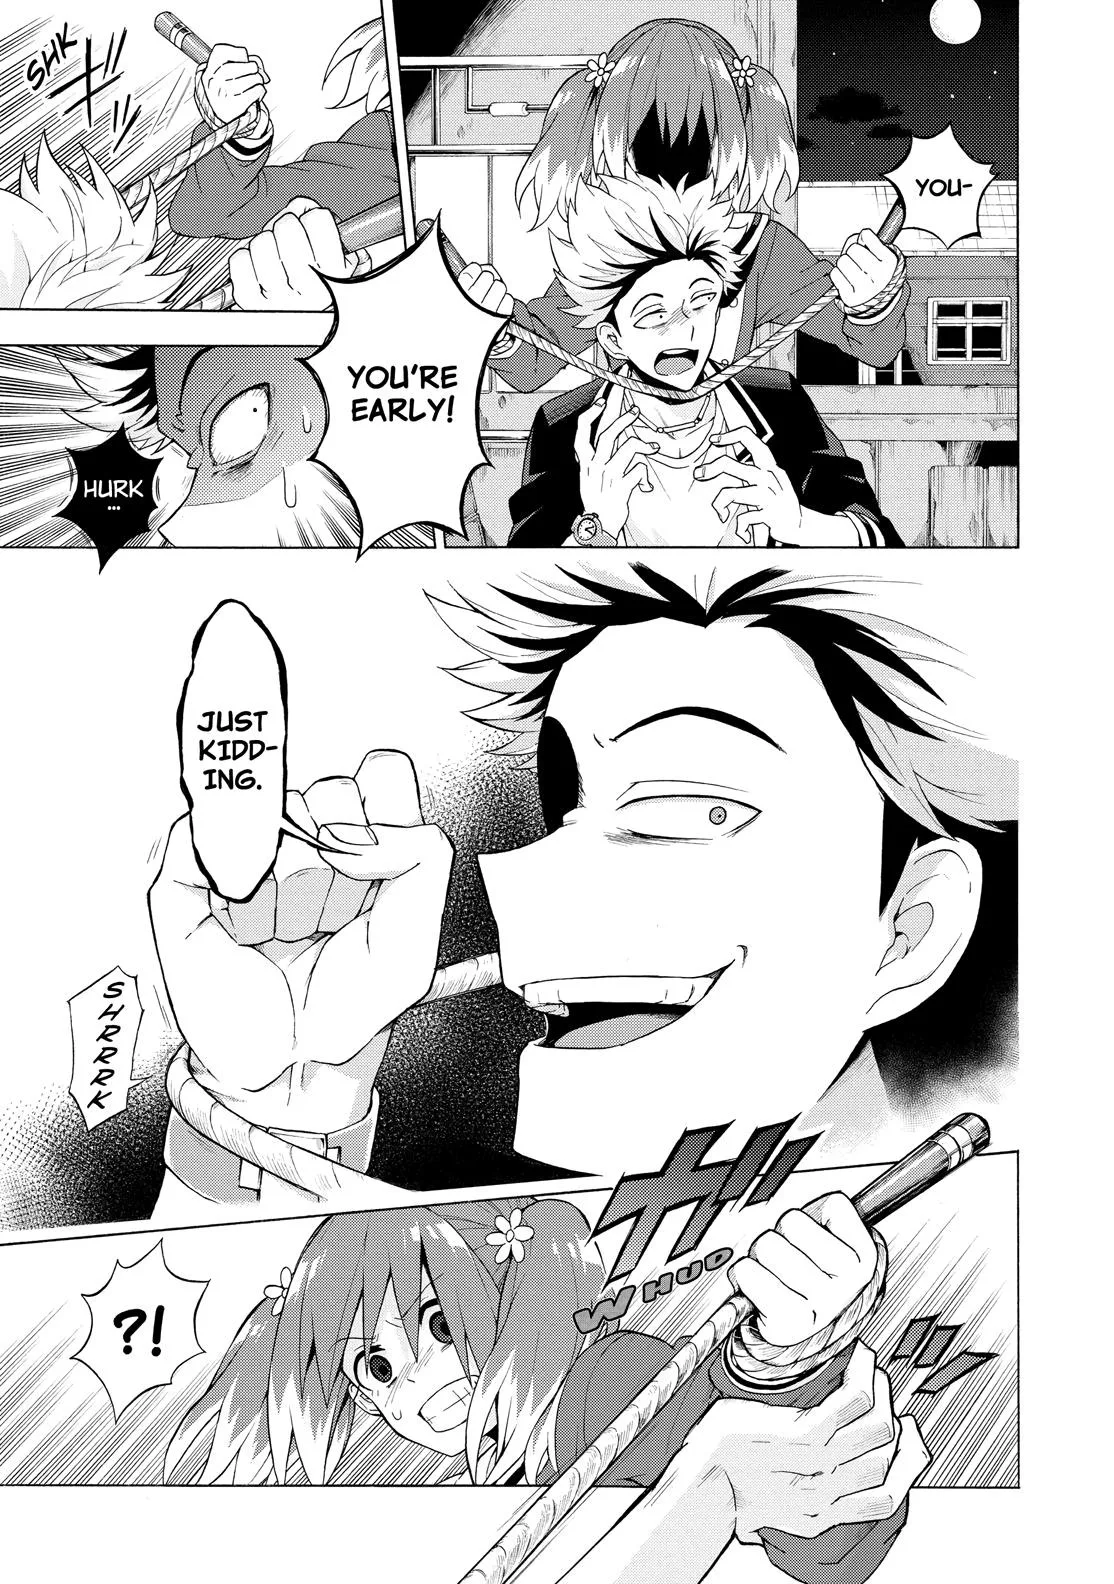 YOU-
YOU'RE
EARLY!
SHK
HURK
...
JUST
KIDD-
ING.
SHRRRK
?!
WHUD